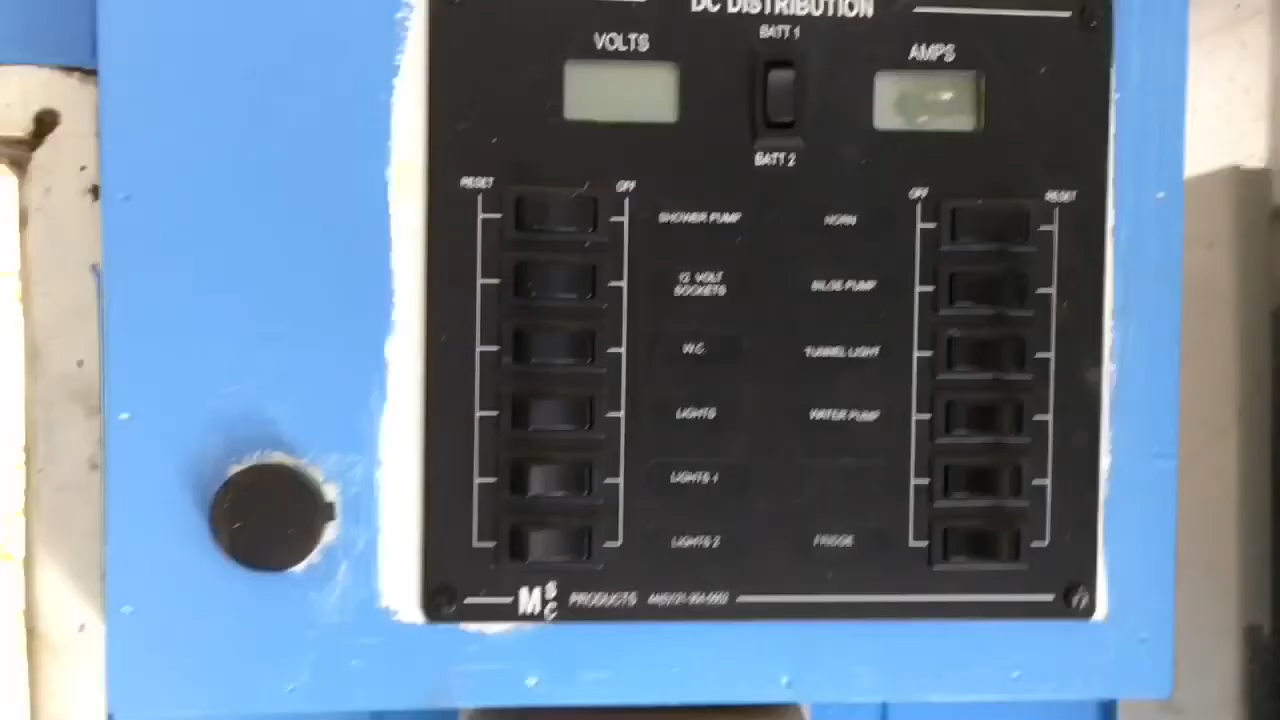 DC DISTRIBUTION
VOLTS
BATT 1
AMPS
BATT 2
RESET
OFF
OFF
RESET
SHOWER PUMP
HORN
12 VOLT
SOCKETS
BILGE PUMP
W.C.
TUNNEL LIGHT
LIGHTS
WATER PUMP
LIGHTS 1
LIGHTS 2
FRIDGE
MSC PRODUCTS